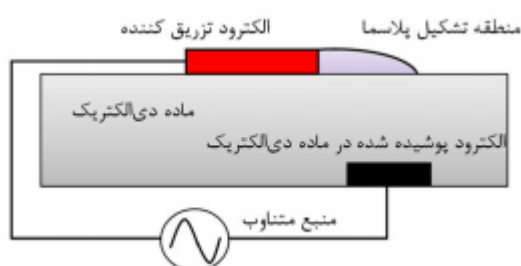 منطقه تشکیل پلاسما
الکترود تزریق کننده
ماده دی‌الکتریک
الکترود پوشیده شده در ماده دی‌الکتریک
منبع متناوب